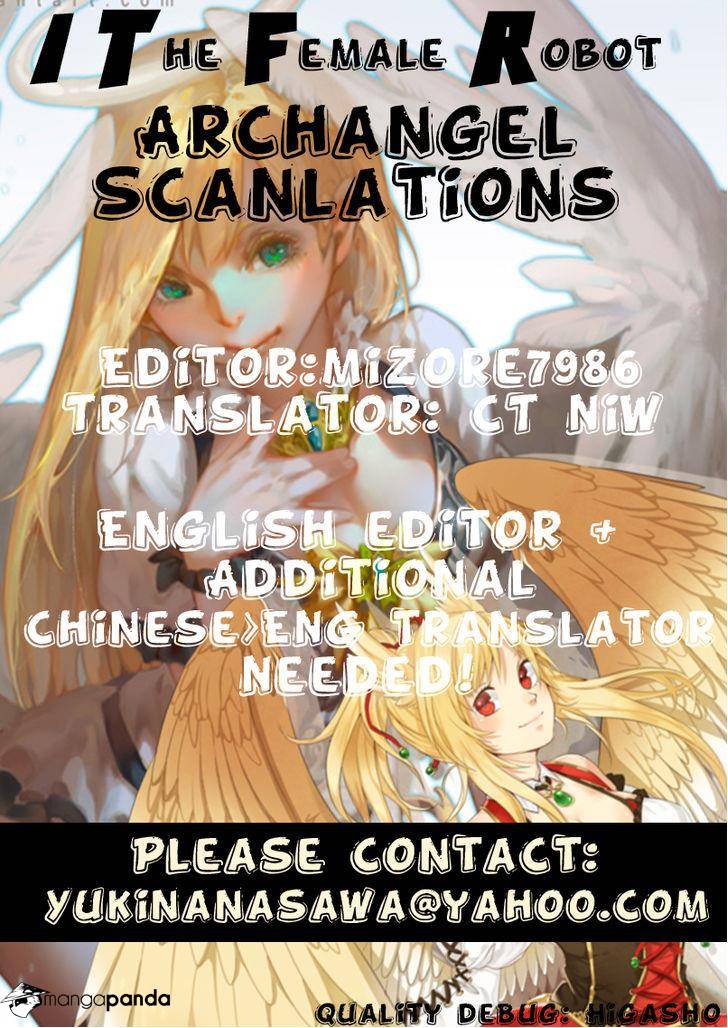 I THE FEMALE ROBOT
ARCHANGEL
SCANLATIONS
EDITOR:MIZORE7986
TRANSLATOR: CT NIW
ENGLISH EDITOR +
ADDITIONAL
CHINESE>ENG TRANSLATOR
NEEDED!
PLEASE CONTACT:
YUKINANASAWA@YAHOO.COM
mangapanda
QUALITY DEBUG: HIGASHO